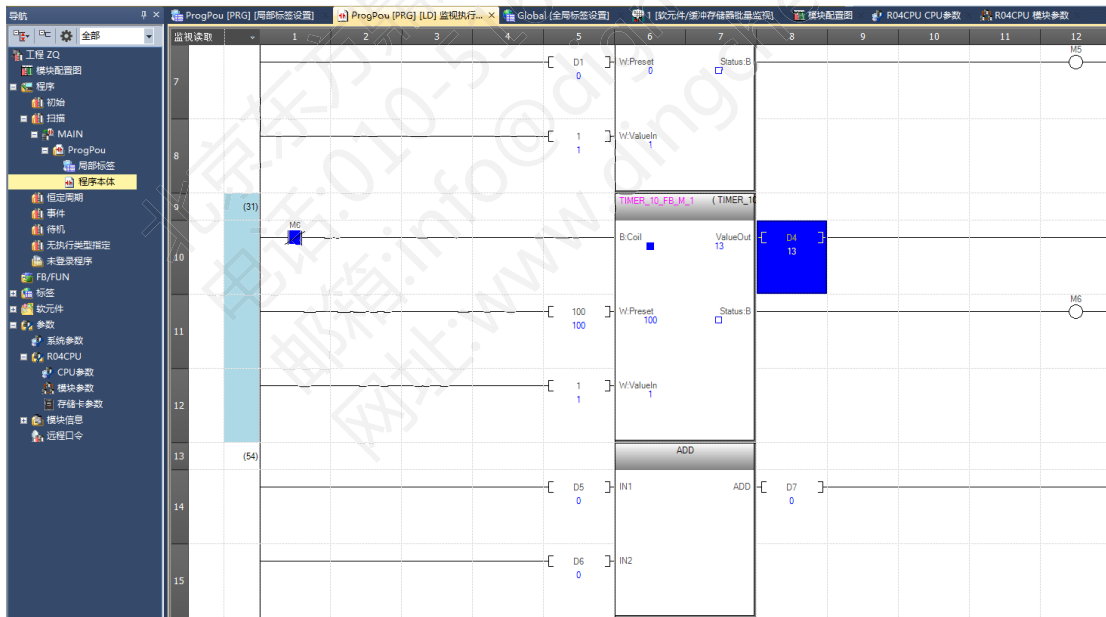 导航
ProgPou [PRG] [局部标签设置]
ProgPou [PRG] [LD] 监视执行...
Global [全局标签设置]
1 [软元件/缓冲存储器批量监视]
模块配置图
R04CPU CPU参数
R04CPU 模块参数
全部
工程 ZQ
模块配置图
程序
初始
扫描
MAIN
ProgPou
局部标签
程序本体
恒定周期
事件
待机
无执行类型指定
未登录程序
FB/FUN
标签
软元件
参数
系统参数
R04CPU
CPU参数
模块参数
存储卡参数
模块信息
远程口令
监视读取 1 2 3 4 5 6 7 8 9 10 11 12
7 D1 W:Preset Status:B M5
0 0
8 1 W:ValueIn
1 1
9 (31) TIMER_10_FB_M_1 ( TIMER_10
10 M6 B:Coil ValueOut D4
13 13
11 100 W:Preset Status:B M6
100 100
12 1 W:ValueIn
1 1
13 (54) ADD
14 D5 IN1 ADD D7
0 0
15 D6 IN2
0